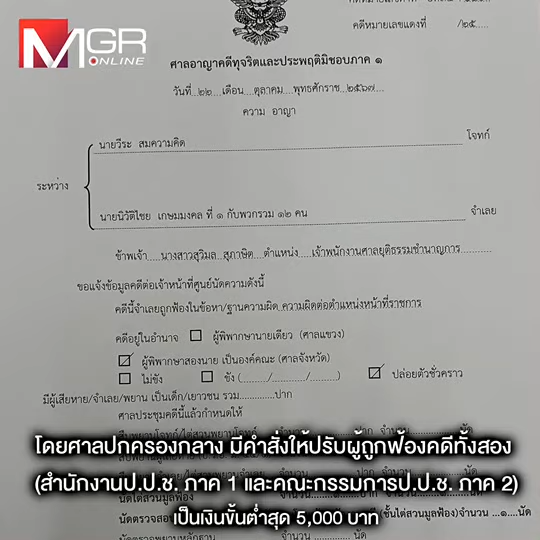 MGR
ONLINE
คดีหมายเลขแดงที่ /๒๕
ศาลอาญาคดีทุจริตและประพฤติมิชอบภาค ๑
วันที่..๒๒..เดือน..ตุลาคม..พุทธศักราช..๒๕๖๗..
ความ อาญา
นายวีระ สมความคิด โจทก์
ระหว่าง
นายนิวัติไชย เกษมมงคล ที่ ๑ กับพวกรวม ๑๒ คน จำเลย
ข้าพเจ้า นางสาวสุวิมล สุภาษิต ตำแหน่ง เจ้าพนักงานศาลยุติธรรมชำนาญการ
ขอแจ้งข้อมูลคดีต่อเจ้าหน้าที่ศูนย์นัดความดังนี้
คดีนี้จำเลยถูกฟ้องในข้อหา/ฐานความผิด ความผิดต่อตำแหน่งหน้าที่ราชการ
คดีอยู่ในอำนาจ ผู้พิพากษานายเดียว (ศาลแขวง)
ผู้พิพากษาสองนาย เป็นองค์คณะ (ศาลจังหวัด)
ไม่ขัง ขัง (........./........./.........) ปล่อยตัวชั่วคราว
มีผู้เสียหาย/จำเลย/พยาน เป็นเด็ก/เยาวชน รวม............ปาก
ศาลประชุมคดีนี้แล้วกำหนดให้
โดยศาลปกครองกลาง มีคำสั่งให้ปรับผู้ถูกฟ้องคดีทั้งสอง
(สำนักงานป.ป.ช. ภาค 1 และคณะกรรมการป.ป.ช. ภาค 2)
เป็นเงินขั้นต่ำสุด 5,000 บาท